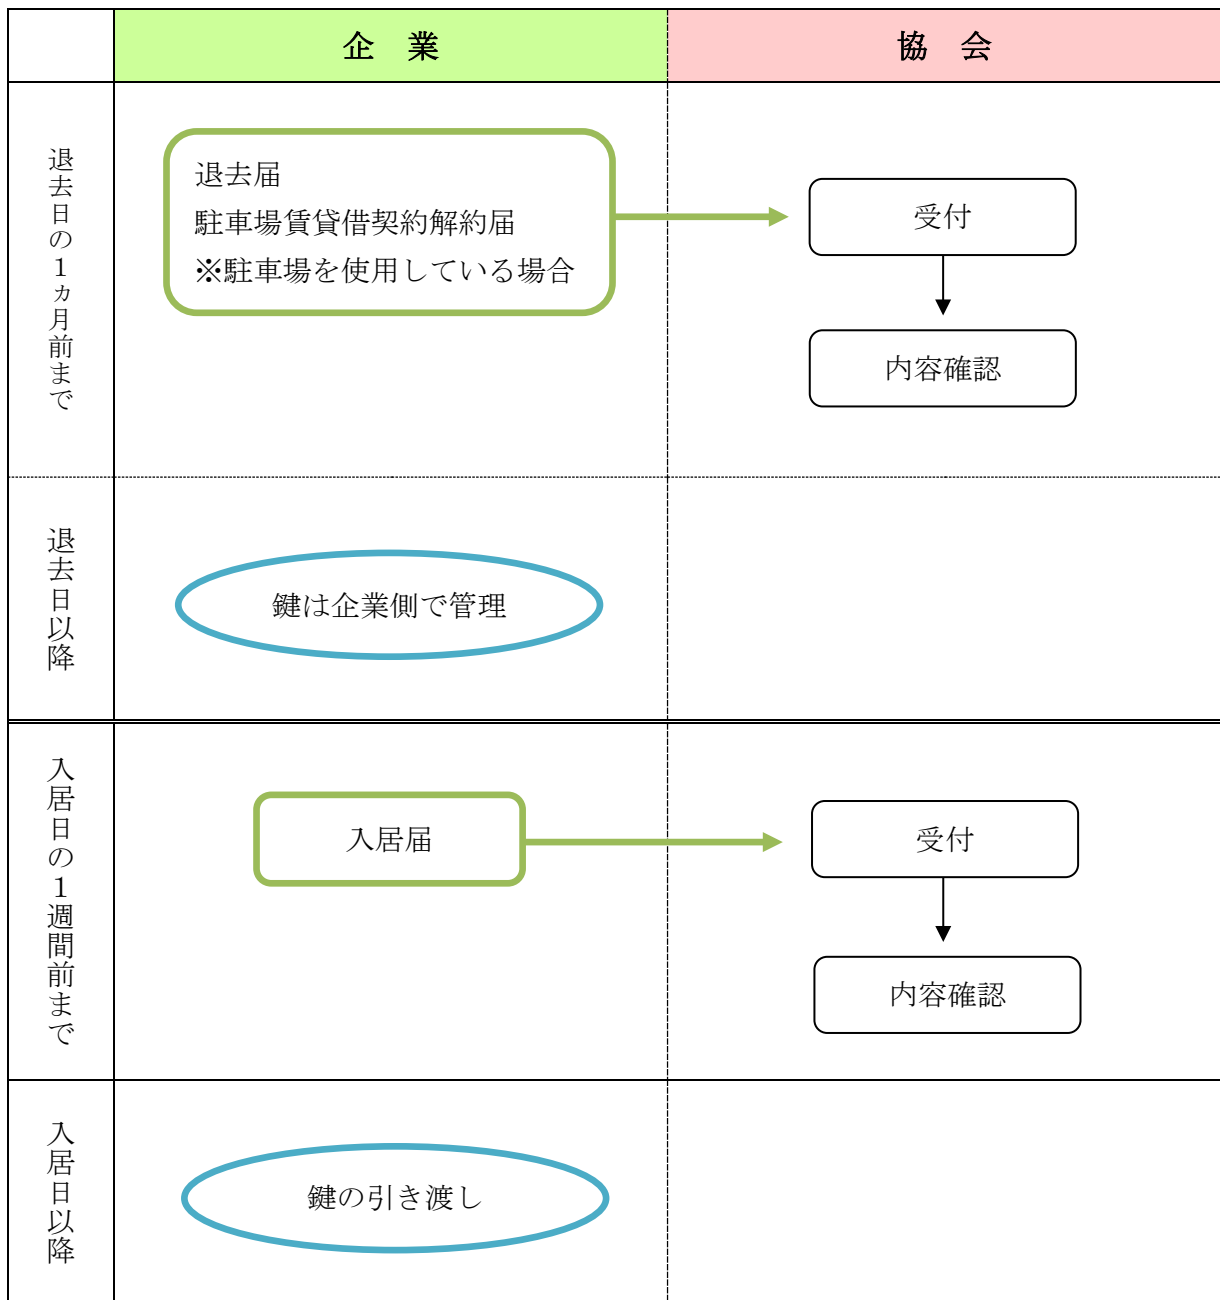 企　業
協　会
退去日の１ヵ月前まで
退去届
駐車場賃貸借契約解約届
※駐車場を使用している場合
受付
内容確認
退去日以降
鍵は企業側で管理
入居日の１週間前まで
入居届
受付
内容確認
入居日以降
鍵の引き渡し